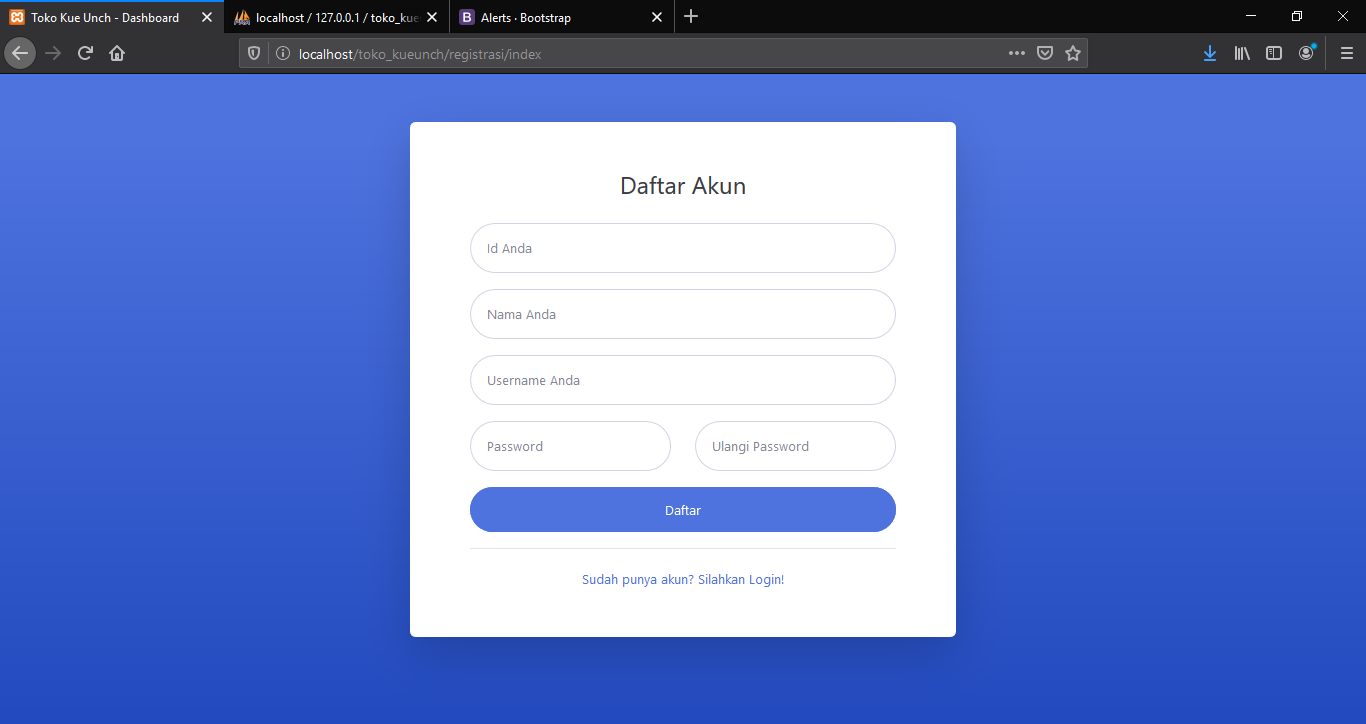 Toko Kue Unch - Dashboard
localhost / 127.0.0.1 / toko_kue
Alerts · Bootstrap
localhost/toko_kueunch/registrasi/index
Daftar Akun
Id Anda
Nama Anda
Username Anda
Password
Ulangi Password
Daftar
Sudah punya akun? Silahkan Login!